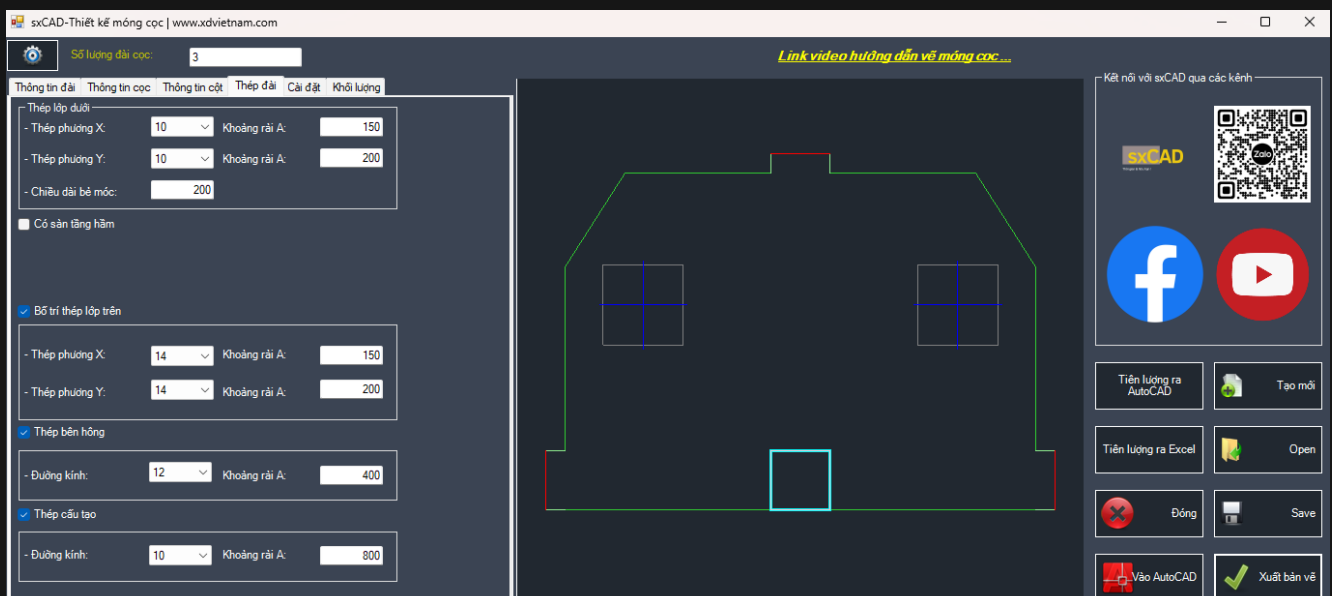 sxCAD-Thiết kế móng cọc | www.xdvietnam.com
Số lượng đài cọc: 3
Link video hướng dẫn vẽ móng cọc ...
Thông tin đài Thông tin cọc Thông tin cột Thép đài Cài đặt Khối lượng
Thép lớp dưới
- Thép phương X: 10 Khoảng rải A: 150
- Thép phương Y: 10 Khoảng rải A: 200
- Chiều dài bẻ móc: 200
Có sàn tầng hầm
Bố trí thép lớp trên
- Thép phương X: 14 Khoảng rải A: 150
- Thép phương Y: 14 Khoảng rải A: 200
Thép bên hông
- Đường kính: 12 Khoảng rải A: 400
Thép cấu tạo
- Đường kính: 10 Khoảng rải A: 800
Kết nối với sxCAD qua các kênh
sxCAD
Zalo
Tiên lượng ra
AutoCAD
Tạo mới
Tiên lượng ra Excel
Open
Đóng
Save
Vào AutoCAD
Xuất bản vẽ